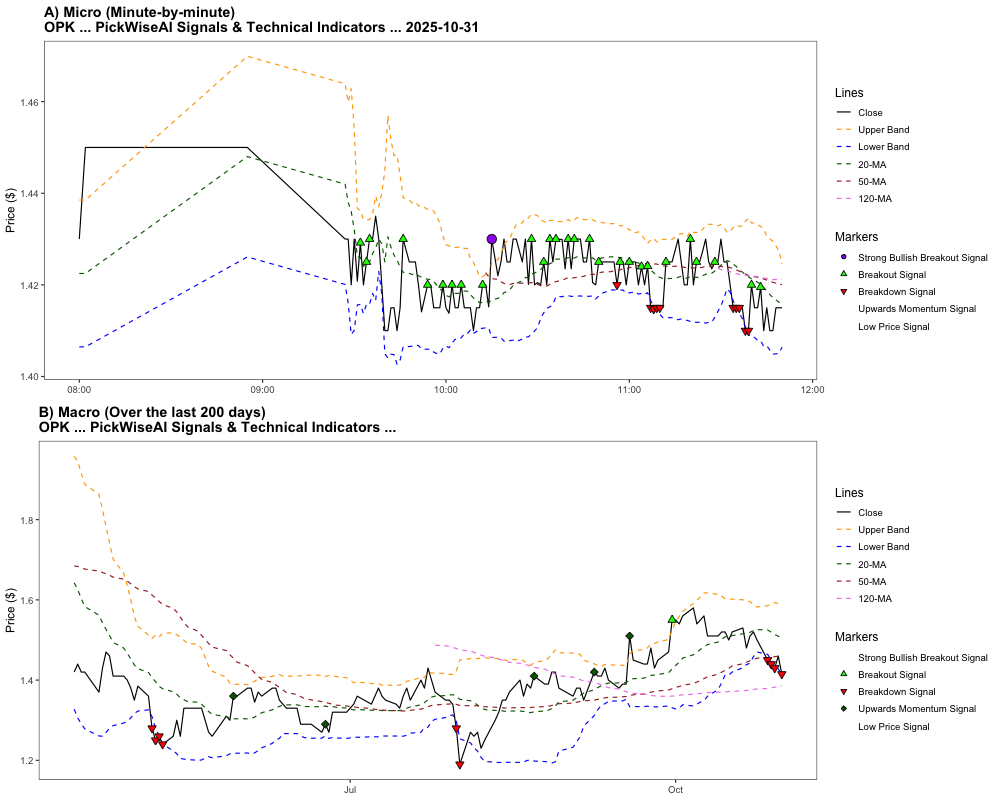 A) Micro (Minute-by-minute)
OPK ... PickWiseAI Signals & Technical Indicators ... 2025-10-31
Price ($)
1.46
1.44
1.42
1.40
08:00
09:00
10:00
11:00
12:00
Lines
Close
Upper Band
Lower Band
20-MA
50-MA
120-MA
Markers
Strong Bullish Breakout Signal
Breakout Signal
Breakdown Signal
Upwards Momentum Signal
Low Price Signal
B) Macro (Over the last 200 days)
OPK ... PickWiseAI Signals & Technical Indicators ...
Price ($)
1.8
1.6
1.4
1.2
Jul
Oct
Lines
Close
Upper Band
Lower Band
20-MA
50-MA
120-MA
Markers
Strong Bullish Breakout Signal
Breakout Signal
Breakdown Signal
Upwards Momentum Signal
Low Price Signal